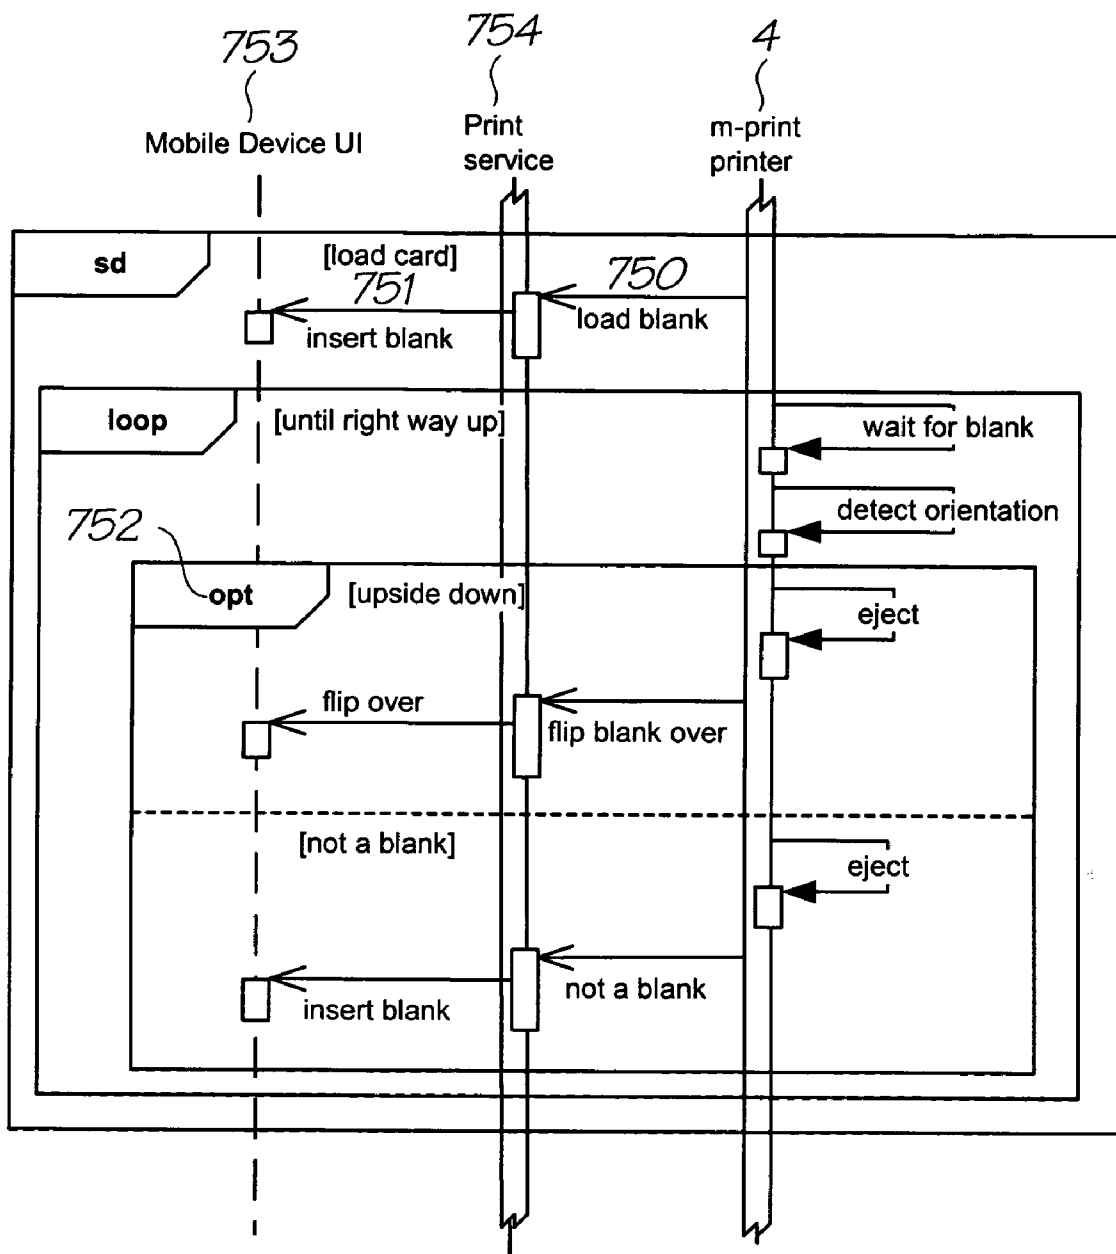 753
754
4
Mobile Device UI
Print
service
m-print
printer
sd
[load card]
751
750
insert blank
load blank
loop
[until right way up]
wait for blank
detect orientation
752
opt
[upside down]
eject
flip over
flip blank over
[not a blank]
eject
insert blank
not a blank